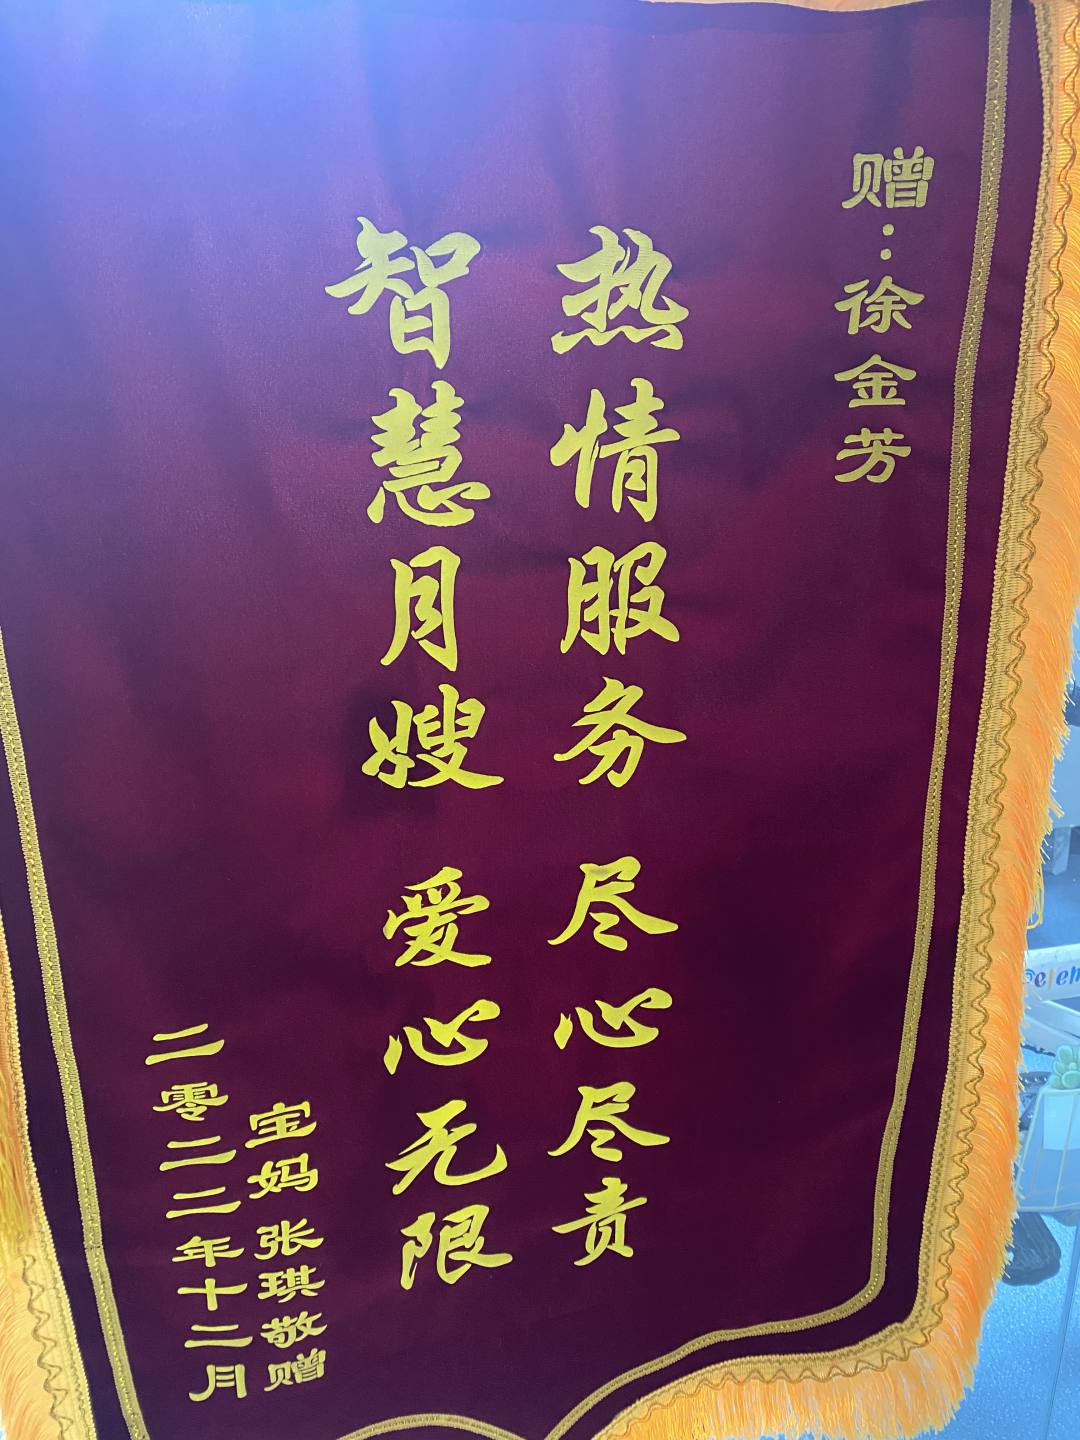 赠：徐金芳
热情服务 尽心尽责
智慧月嫂 爱心无限
宝妈 张琪敬赠
二零二二年十二月